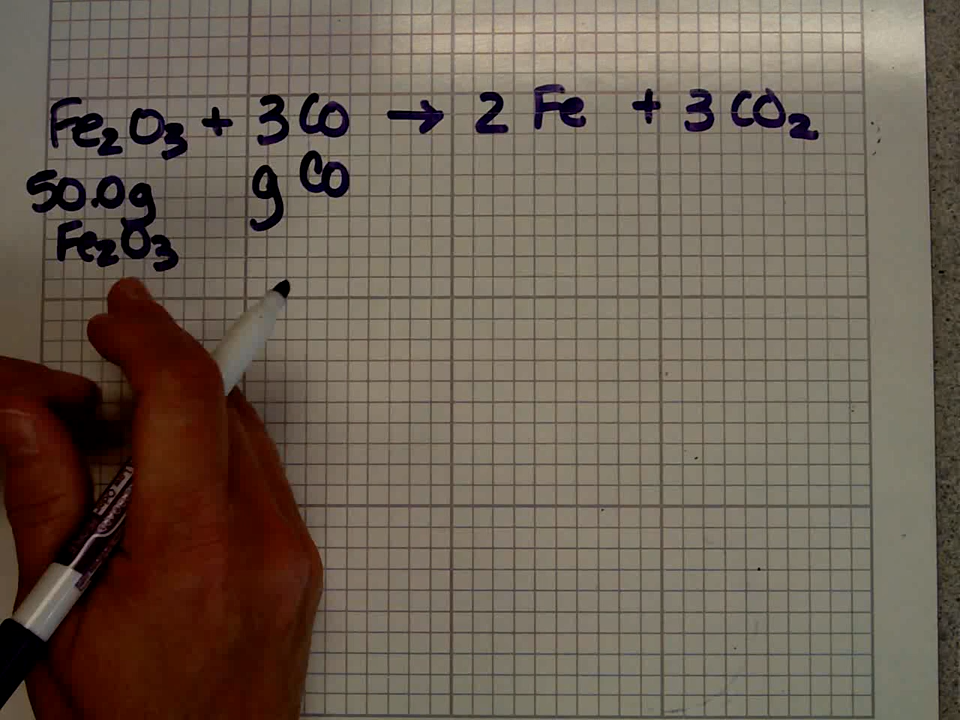 Fe₂O₃ + 3 CO → 2 Fe + 3 CO₂
50.0g g CO
Fe₂O₃